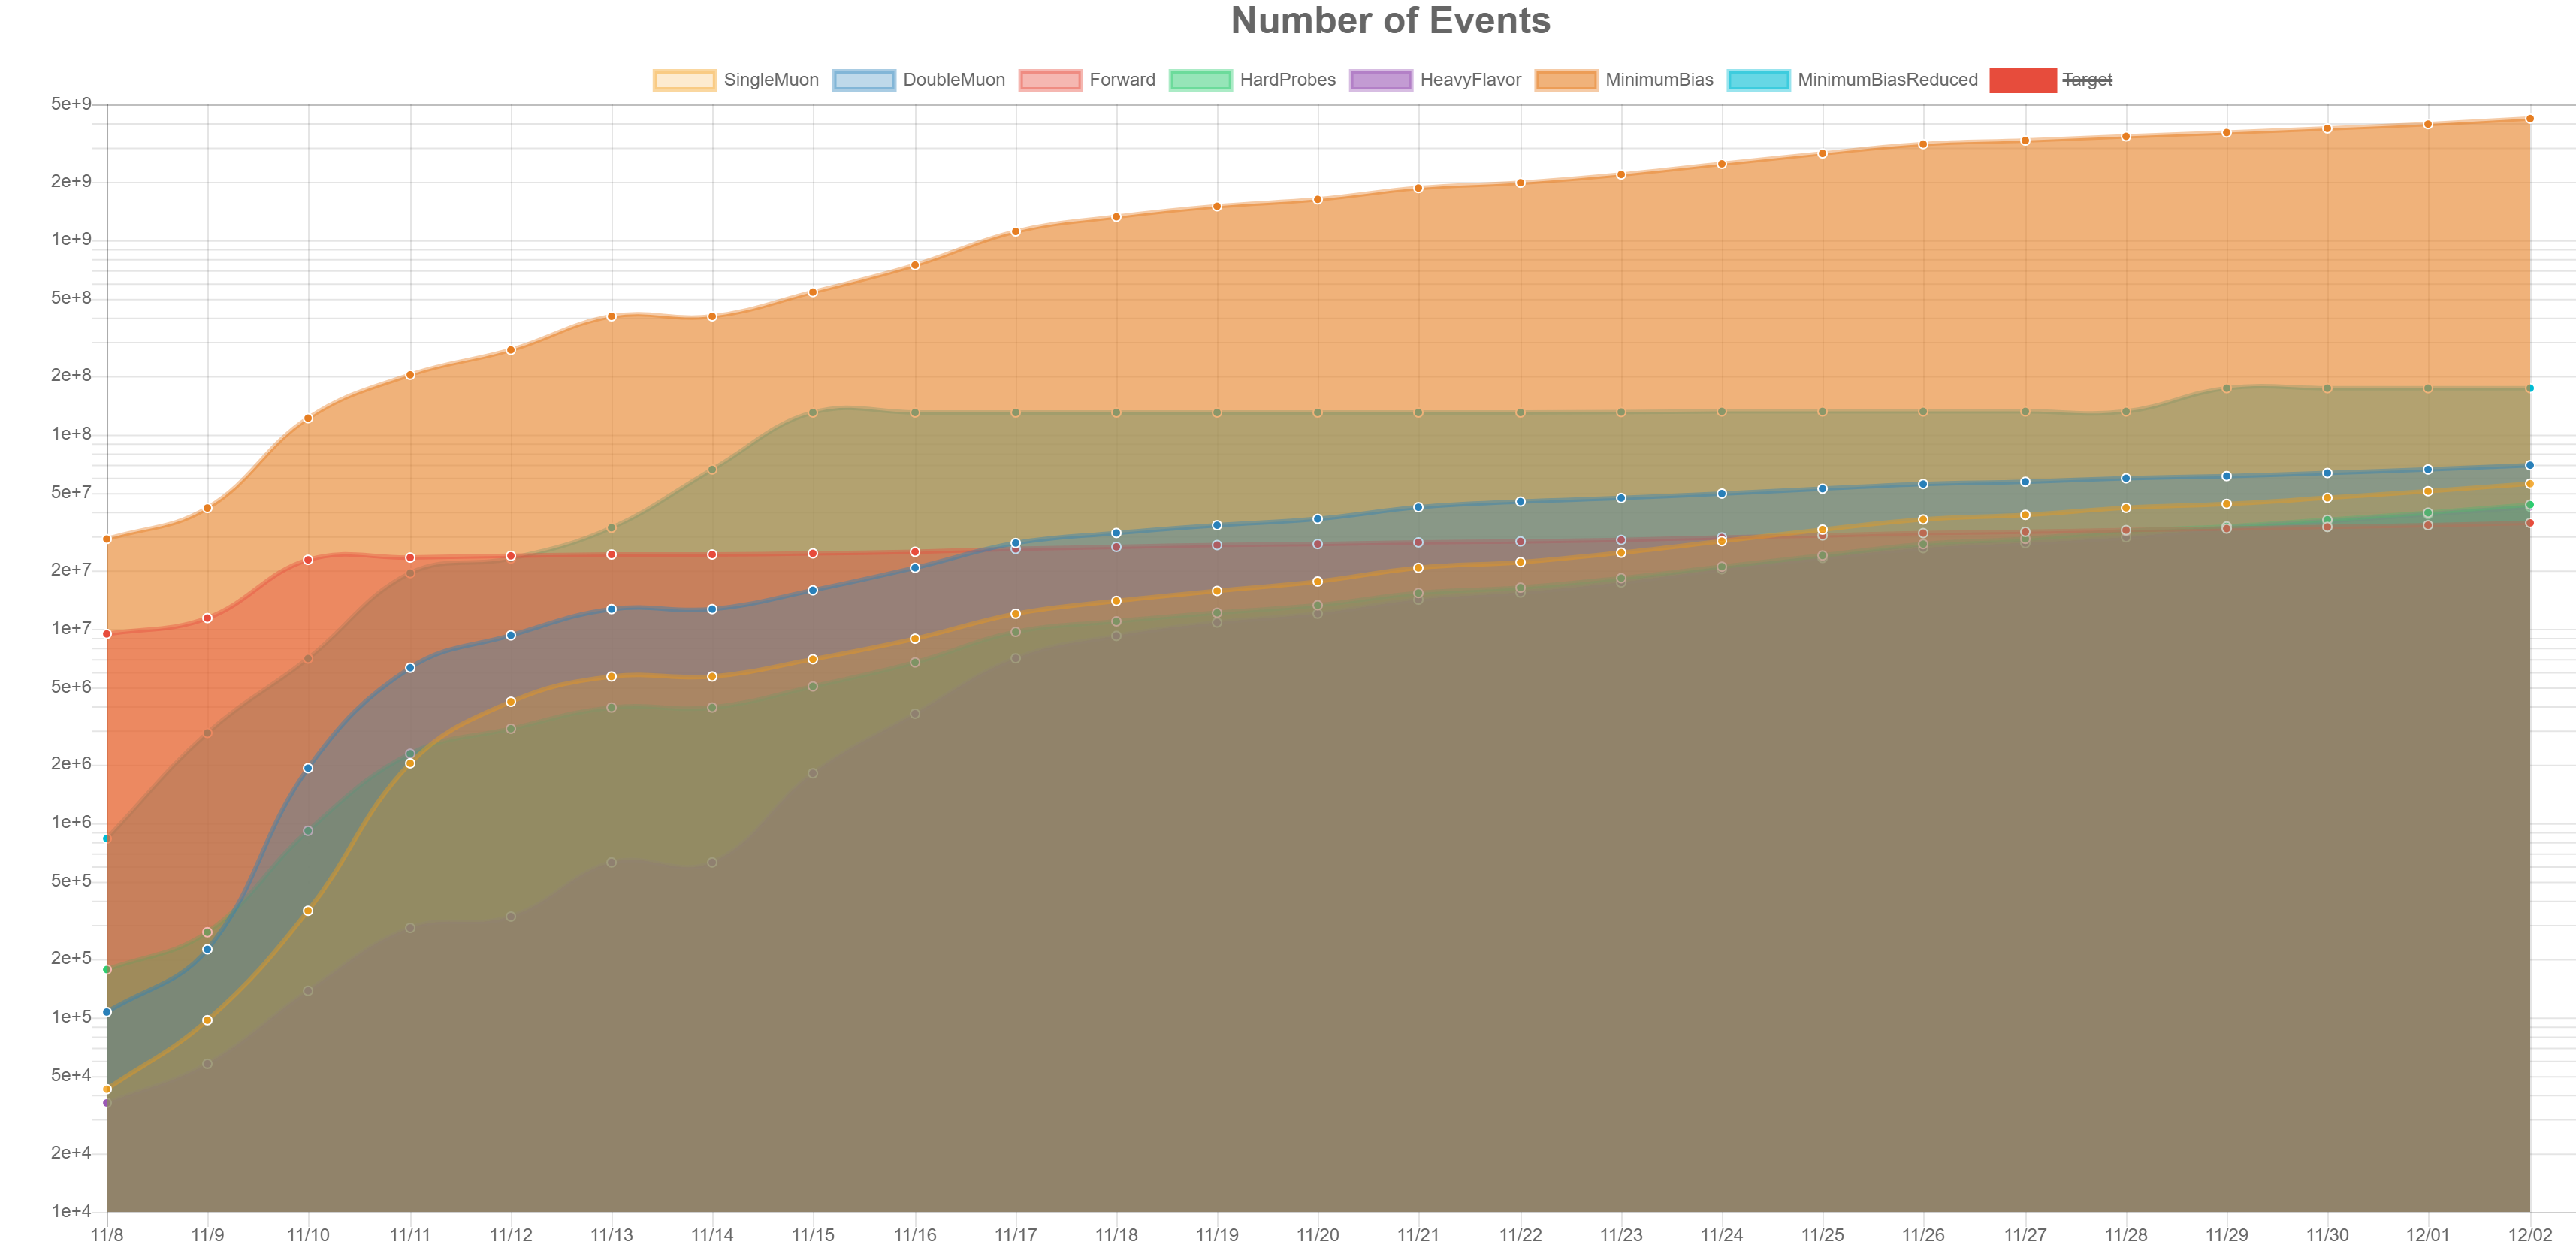 Number of Events
SingleMuon DoubleMuon Forward HardProbes HeavyFlavor MinimumBias MinimumBiasReduced Target
5e+9
2e+9
1e+9
5e+8
2e+8
1e+8
5e+7
2e+7
1e+7
5e+6
2e+6
1e+6
5e+5
2e+5
1e+5
5e+4
2e+4
1e+4
11/8 11/9 11/10 11/11 11/12 11/13 11/14 11/15 11/16 11/17 11/18 11/19 11/20 11/21 11/22 11/23 11/24 11/25 11/26 11/27 11/28 11/29 11/30 12/01 12/02